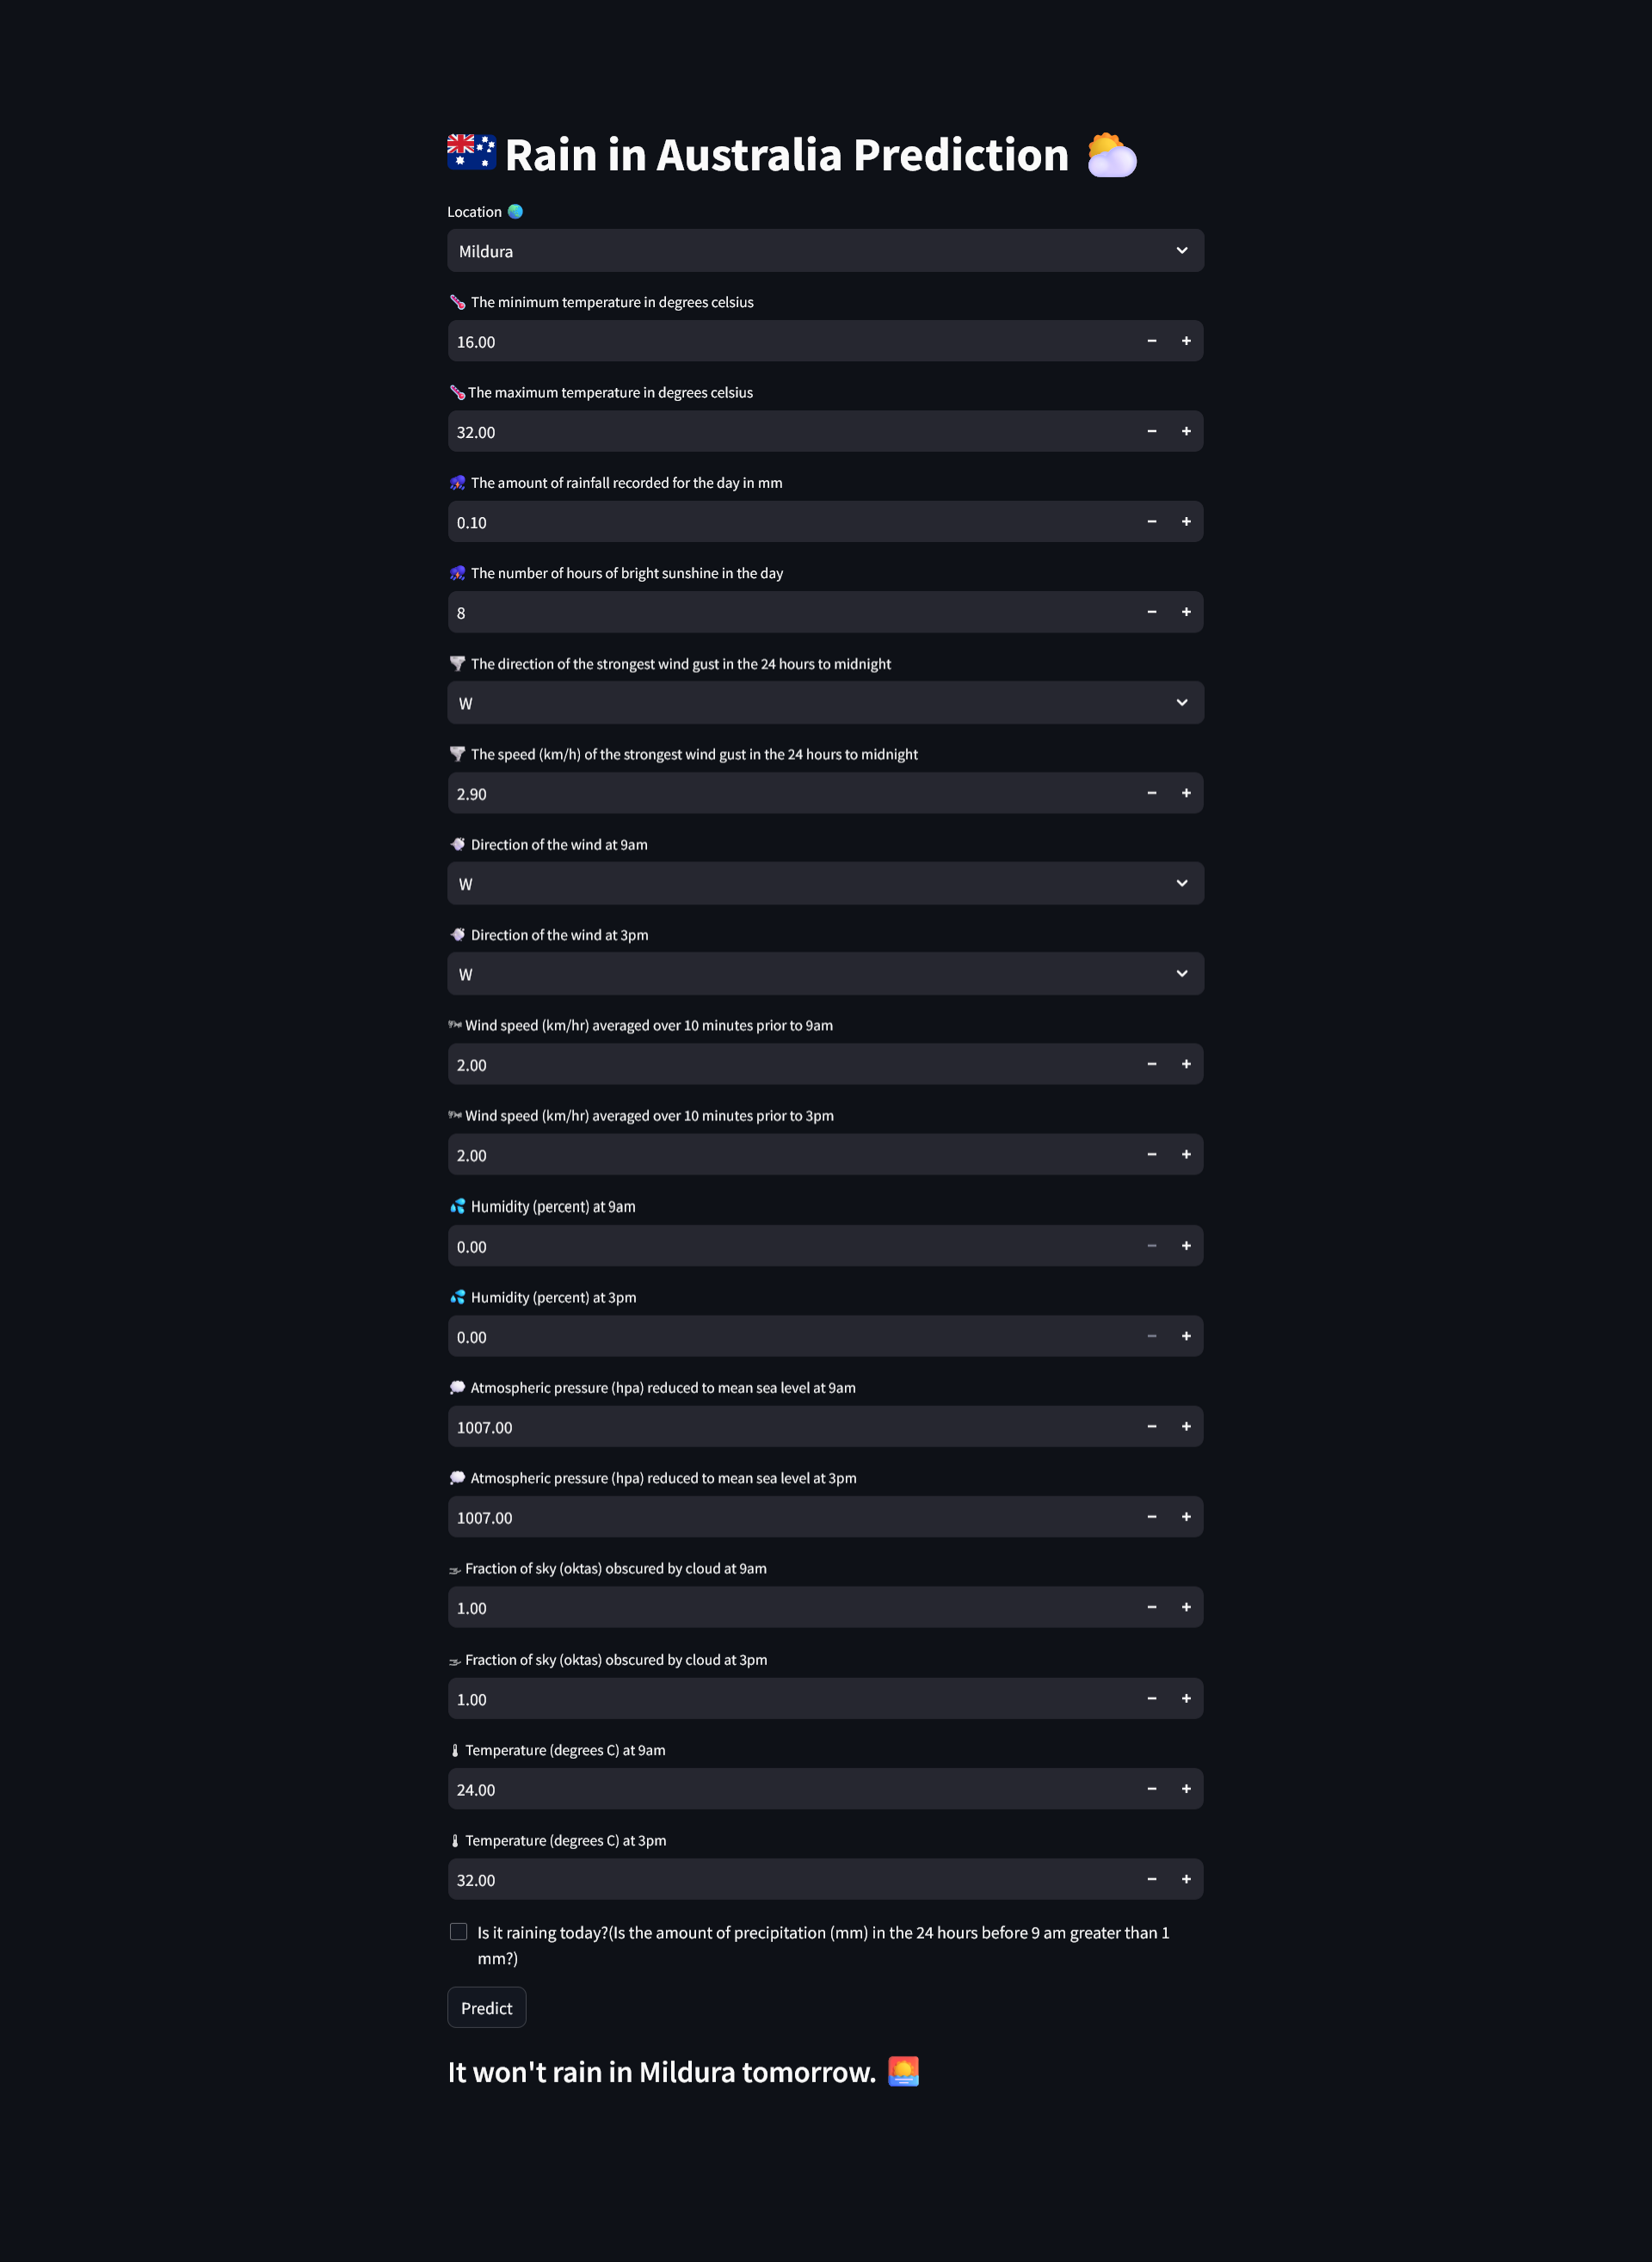 Rain in Australia Prediction
Location
Mildura
The minimum temperature in degrees celsius
16.00
The maximum temperature in degrees celsius
32.00
The amount of rainfall recorded for the day in mm
0.10
The number of hours of bright sunshine in the day
8
The direction of the strongest wind gust in the 24 hours to midnight
W
The speed (km/h) of the strongest wind gust in the 24 hours to midnight
2.90
Direction of the wind at 9am
W
Direction of the wind at 3pm
W
Wind speed (km/hr) averaged over 10 minutes prior to 9am
2.00
Wind speed (km/hr) averaged over 10 minutes prior to 3pm
2.00
Humidity (percent) at 9am
0.00
Humidity (percent) at 3pm
0.00
Atmospheric pressure (hpa) reduced to mean sea level at 9am
1007.00
Atmospheric pressure (hpa) reduced to mean sea level at 3pm
1007.00
Fraction of sky (oktas) obscured by cloud at 9am
1.00
Fraction of sky (oktas) obscured by cloud at 3pm
1.00
Temperature (degrees C) at 9am
24.00
Temperature (degrees C) at 3pm
32.00
Is it raining today?(Is the amount of precipitation (mm) in the 24 hours before 9 am greater than 1
mm?)
Predict
It won't rain in Mildura tomorrow.